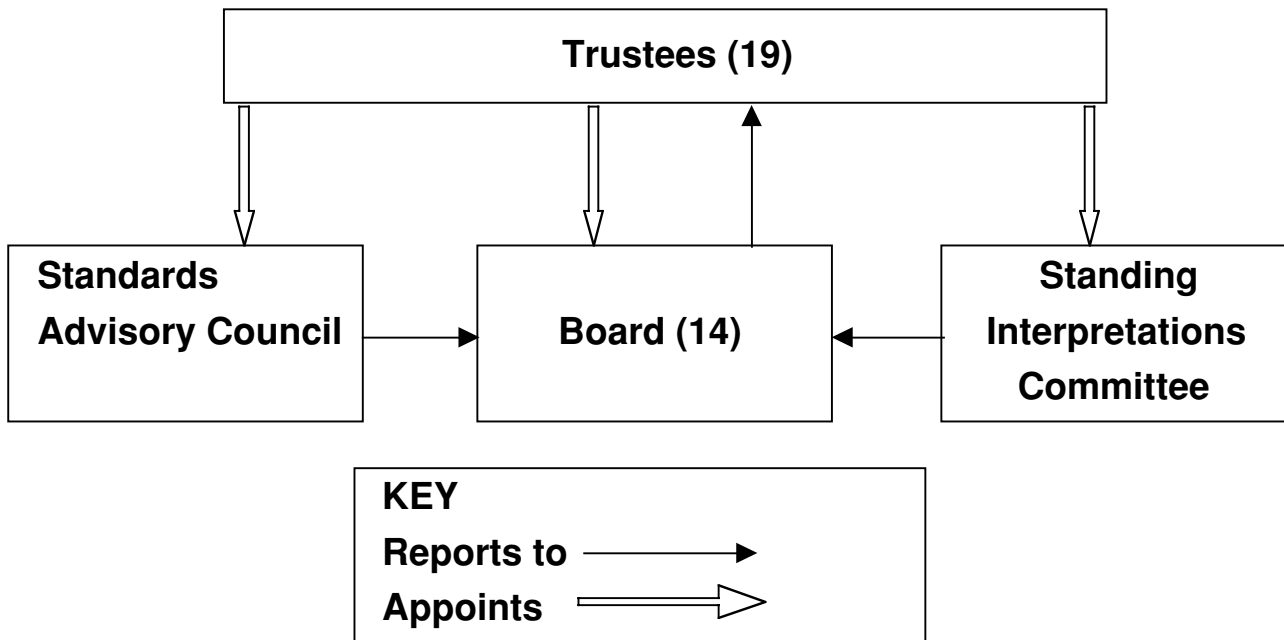 Trustees (19)
Standards
Advisory Council
Board (14)
Standing
Interpretations
Committee
KEY
Reports to
Appoints